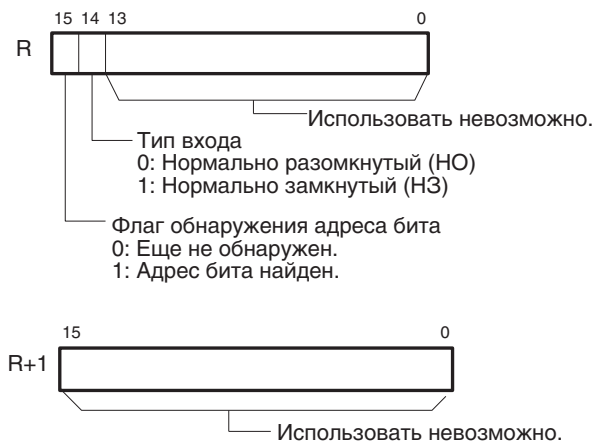 15 14 13 0
R
Использовать невозможно.
Тип входа
0: Нормально разомкнутый (НО)
1: Нормально замкнутый (НЗ)
Флаг обнаружения адреса бита
0: Еще не обнаружен.
1: Адрес бита найден.
15 0
R+1
Использовать невозможно.